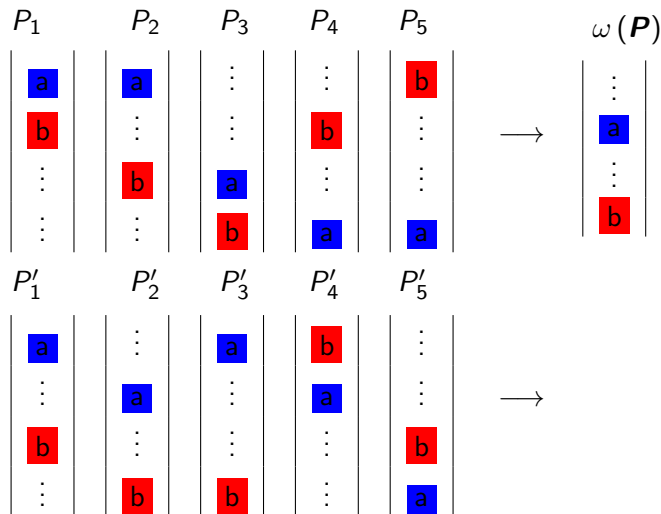 P₁ P₂ P₃ P₄ P₅ ω(P)
a a ⋮ ⋮ b ⋮
b ⋮ ⋮ b ⋮ ⟶ a
⋮ b a ⋮ ⋮ ⋮
⋮ ⋮ b a a b
P′₁ P′₂ P′₃ P′₄ P′₅
a ⋮ a b ⋮
⋮ a ⋮ a ⋮ ⟶
b ⋮ ⋮ ⋮ b
⋮ b b ⋮ a